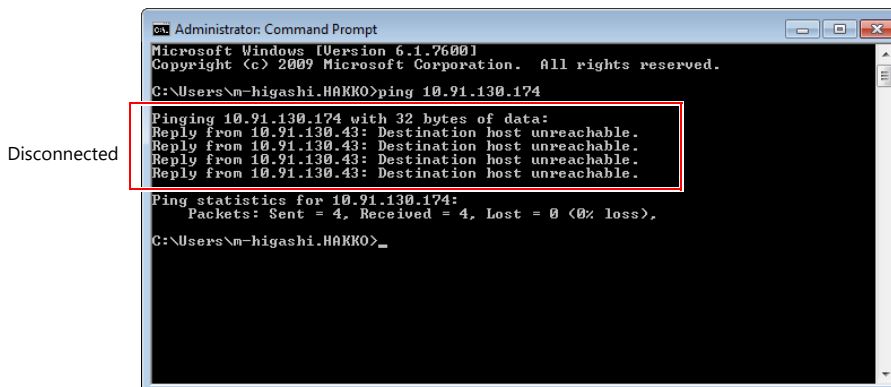 Administrator: Command Prompt
Microsoft Windows [Version 6.1.7600]
Copyright (c) 2009 Microsoft Corporation.  All rights reserved.
C:\Users\m-higashi.HAKKO>ping 10.91.130.174
Pinging 10.91.130.174 with 32 bytes of data:
Reply from 10.91.130.43: Destination host unreachable.
Reply from 10.91.130.43: Destination host unreachable.
Disconnected
Reply from 10.91.130.43: Destination host unreachable.
Reply from 10.91.130.43: Destination host unreachable.
Ping statistics for 10.91.130.174:
    Packets: Sent = 4, Received = 4, Lost = 0 (0% loss),
C:\Users\m-higashi.HAKKO>_